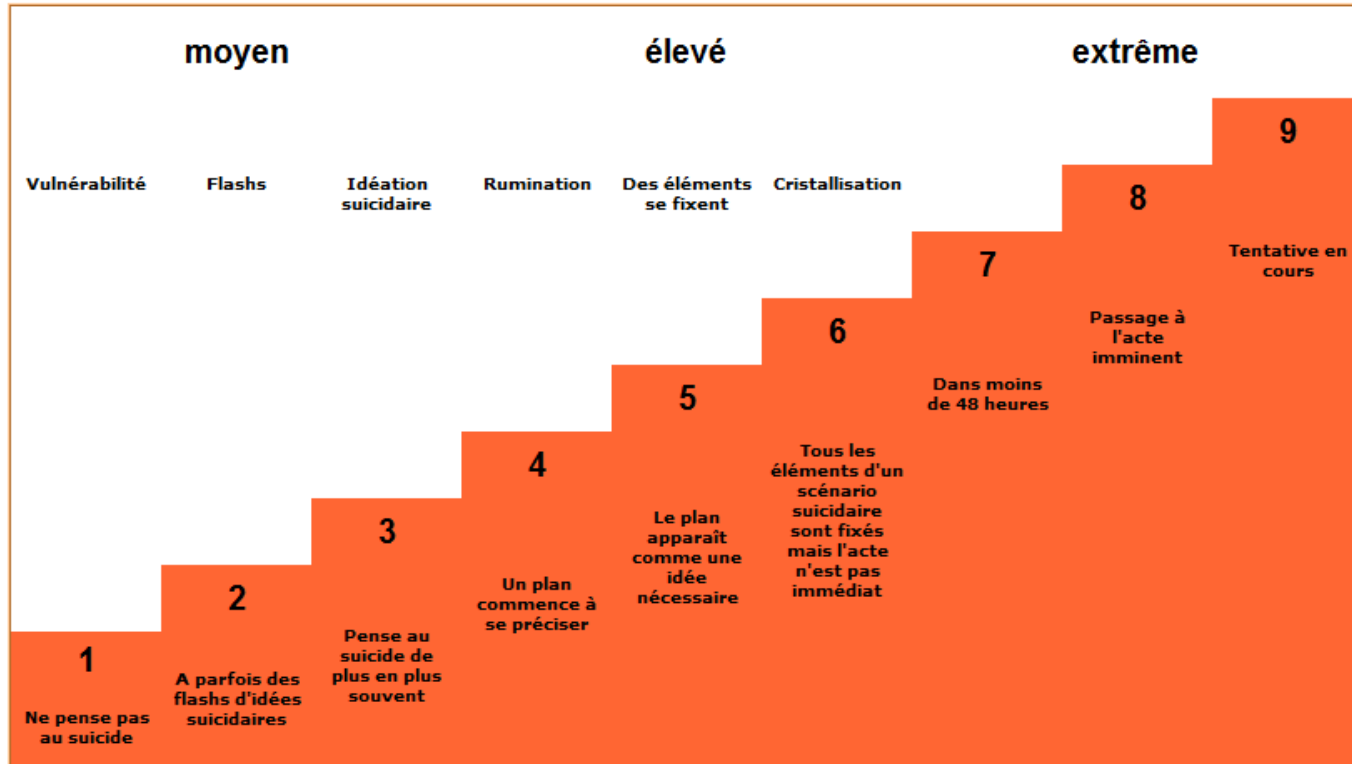 moyen élevé extrême
9
Vulnérabilité Flashs Idéation Rumination Des éléments Cristallisation
suicidaire se fixent
8
7
Tentative en
cours
6
Passage à
l'acte
imminent
5
Dans moins
de 48 heures
4
Tous les
éléments d'un
scénario
suicidaire
sont fixés
mais l'acte
n'est pas
immédiat
3
Le plan
apparaît
comme une
idée
nécessaire
2
Un plan
commence à
se préciser
Pense au
suicide de
plus en plus
souvent
1
A parfois des
flashs d'idées
suicidaires
Ne pense pas
au suicide